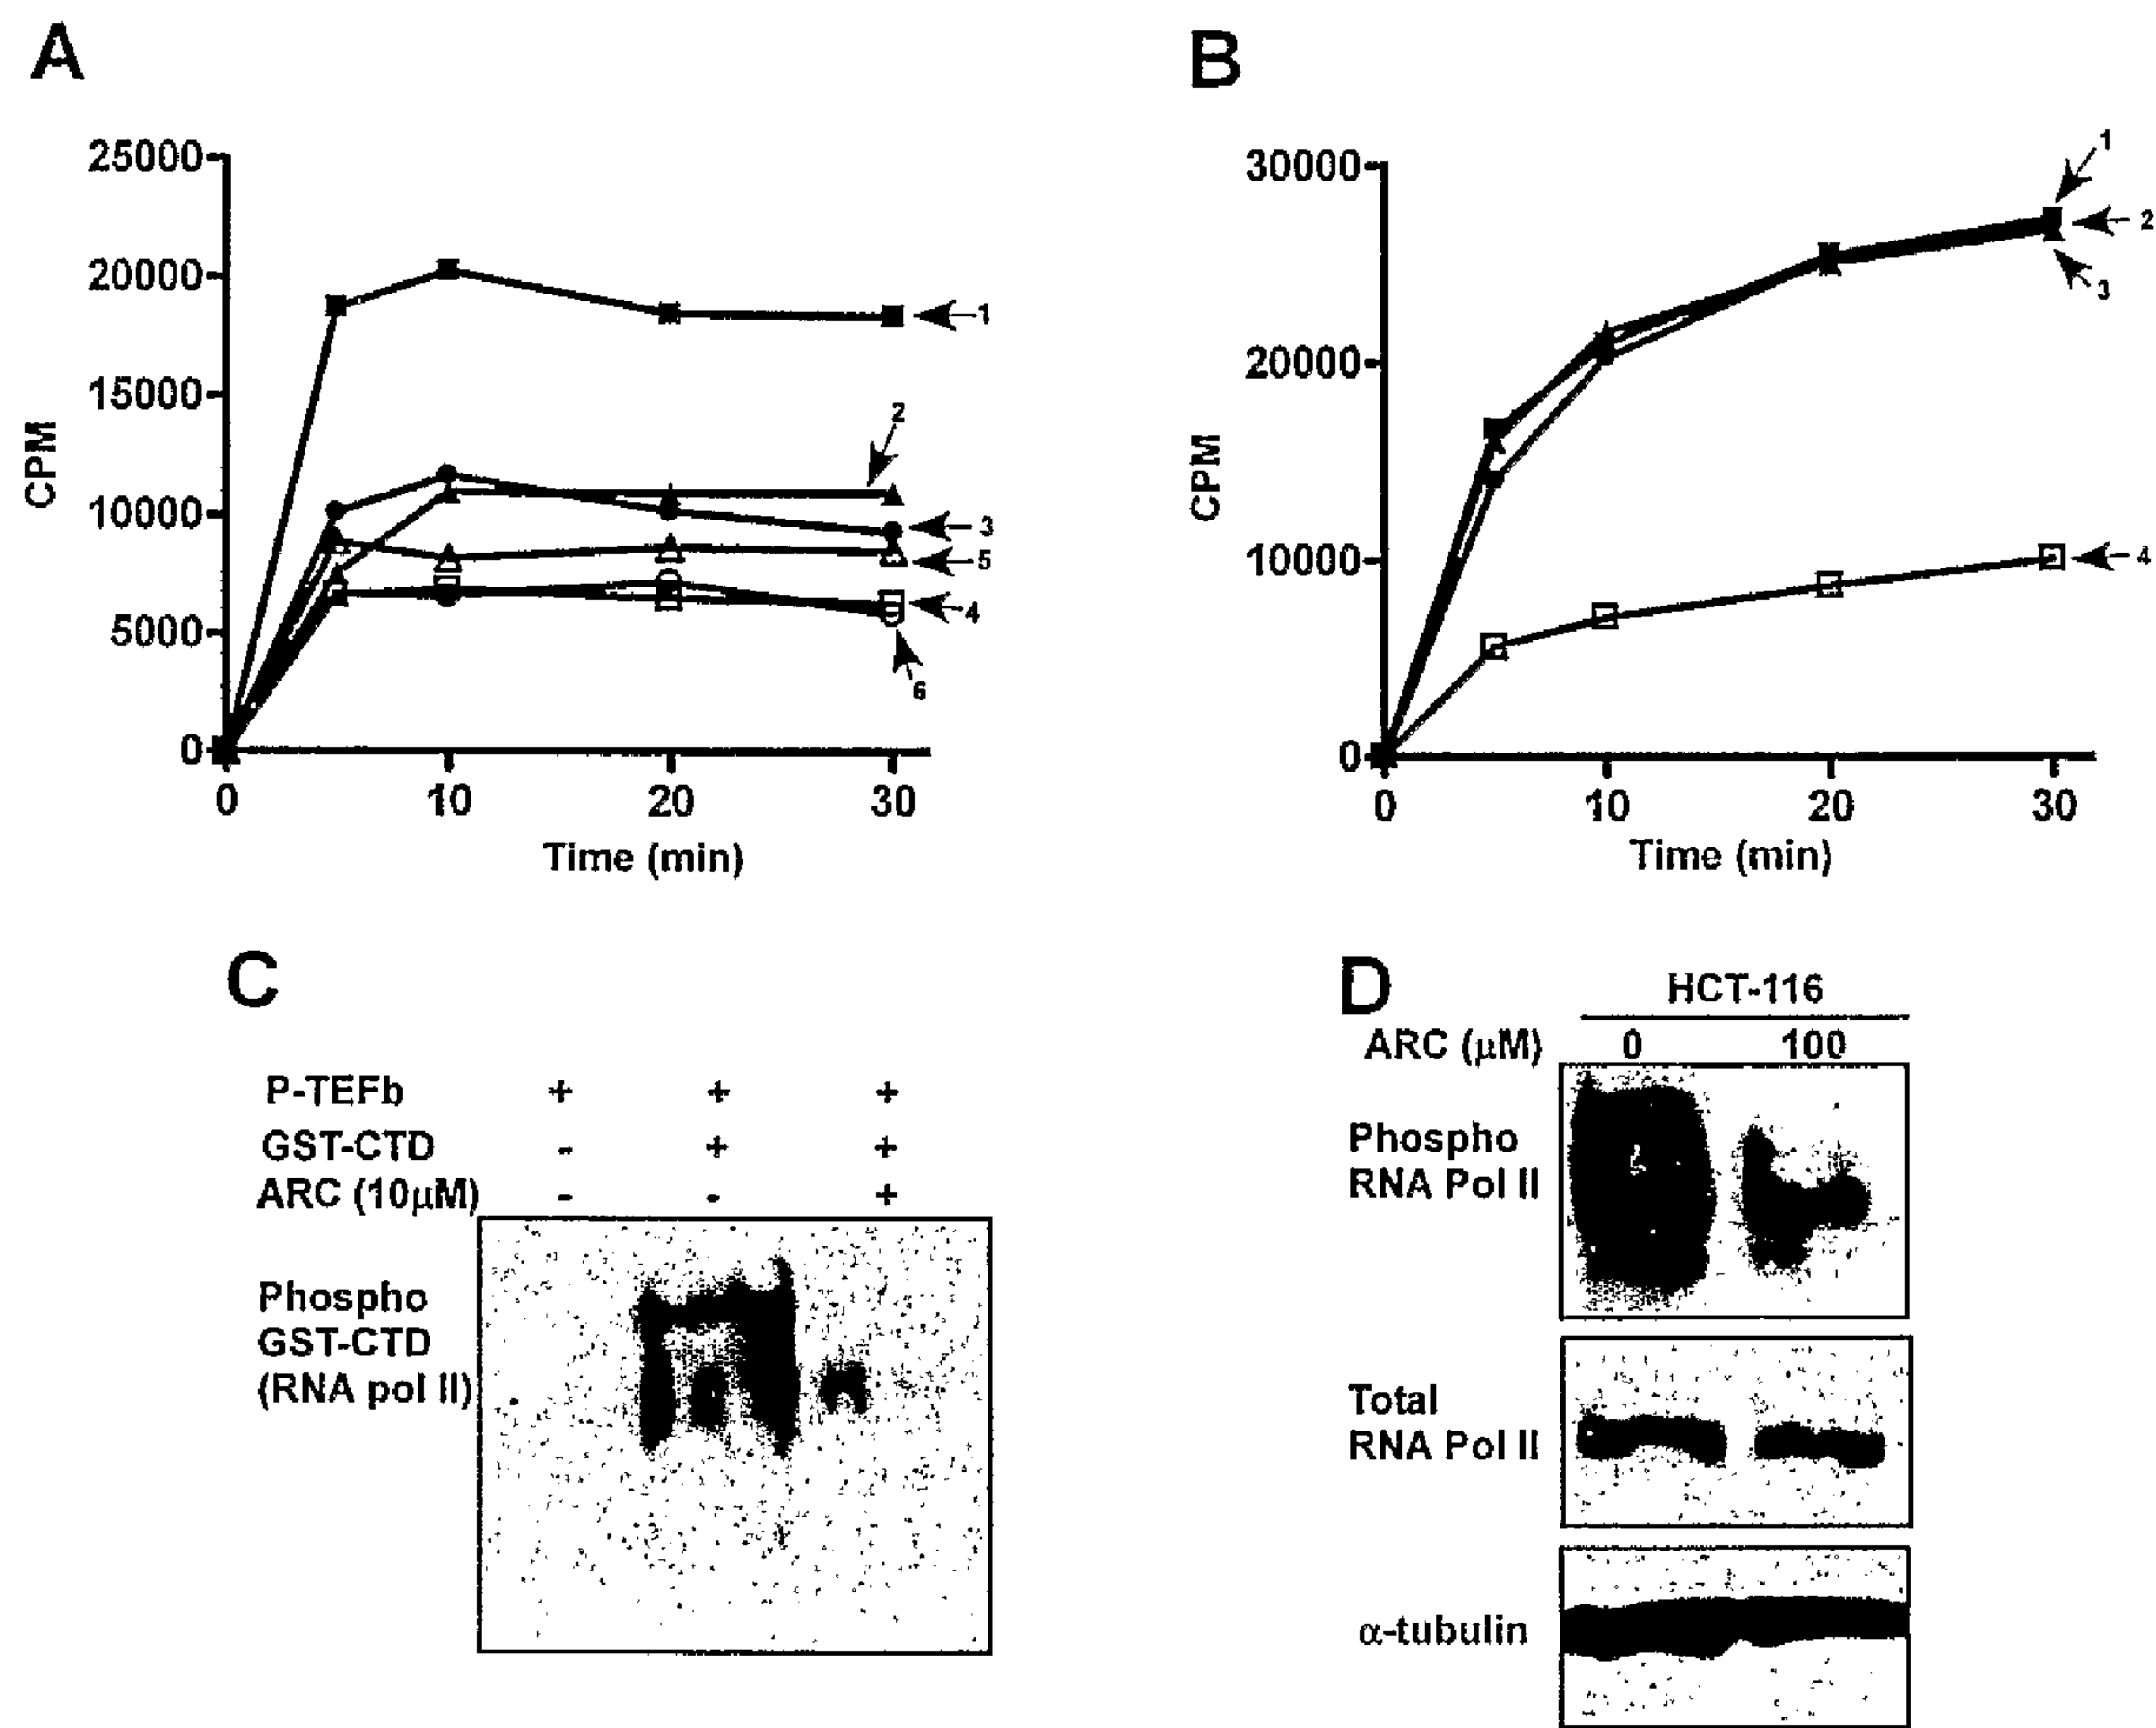 A
25000
20000
15000
10000
5000
0
CPM
0 10 20 30
Time (min)
1
2
3
5
4
6
B
30000
20000
10000
0
CPM
0 10 20 30
Time (min)
1
2
3
4
C
P-TEFb + + +
GST-CTD - + +
ARC (10μM) - - +
Phospho
GST-CTD
(RNA pol II)
D
HCT-116
ARC (μM) 0 100
Phospho
RNA Pol II
Total
RNA Pol II
α-tubulin